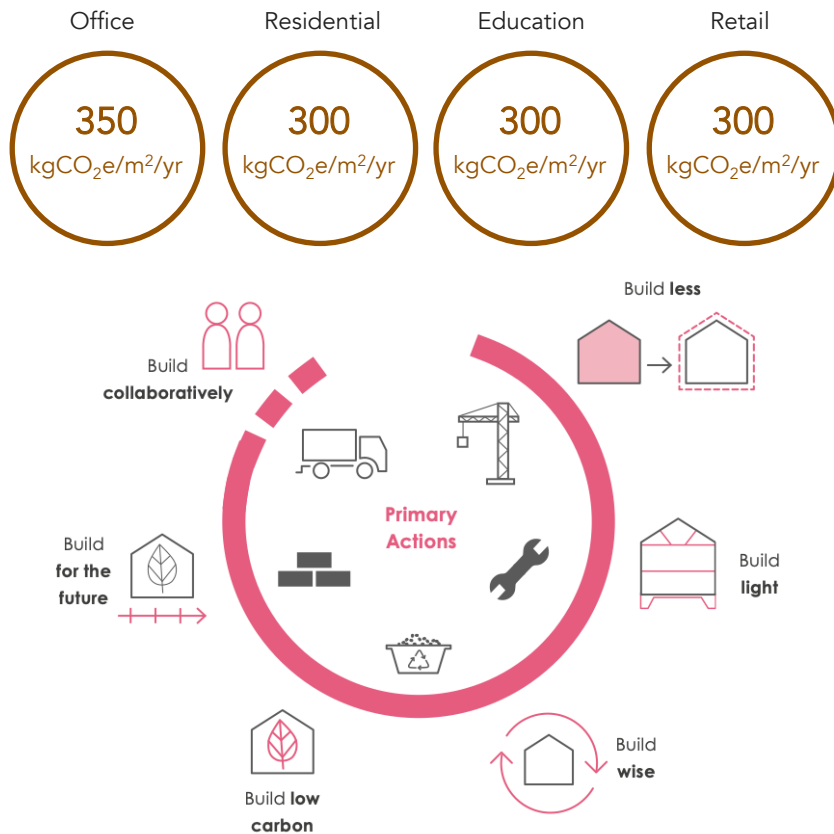 Office
Residential
Education
Retail
350
kgCO₂e/m²/yr
300
kgCO₂e/m²/yr
300
kgCO₂e/m²/yr
300
kgCO₂e/m²/yr
Build less
Build
collaboratively
Primary
Actions
Build
for the
future
Build
light
Build
wise
Build low
carbon